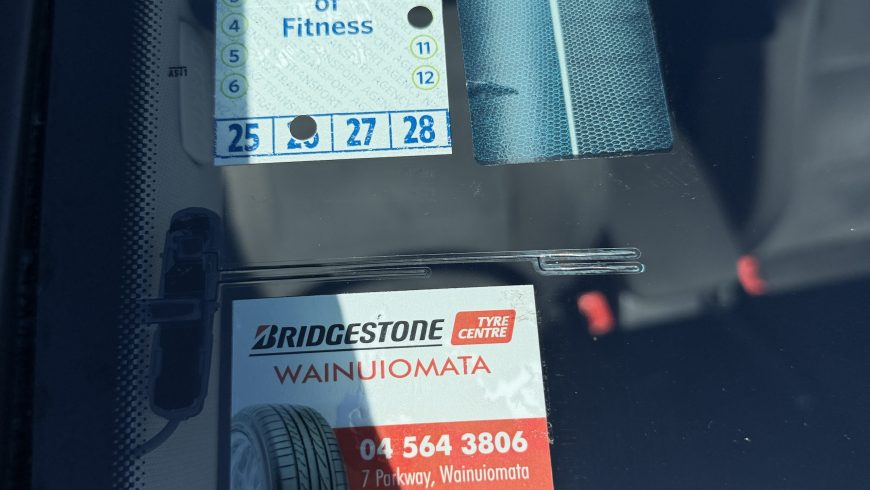 of
Fitness
4
5
6
11
12
25
27
28
BRIDGESTONE
TYRE
CENTRE
WAINUIOMATA
04 564 3806
7 Parkway, Wainuiomata